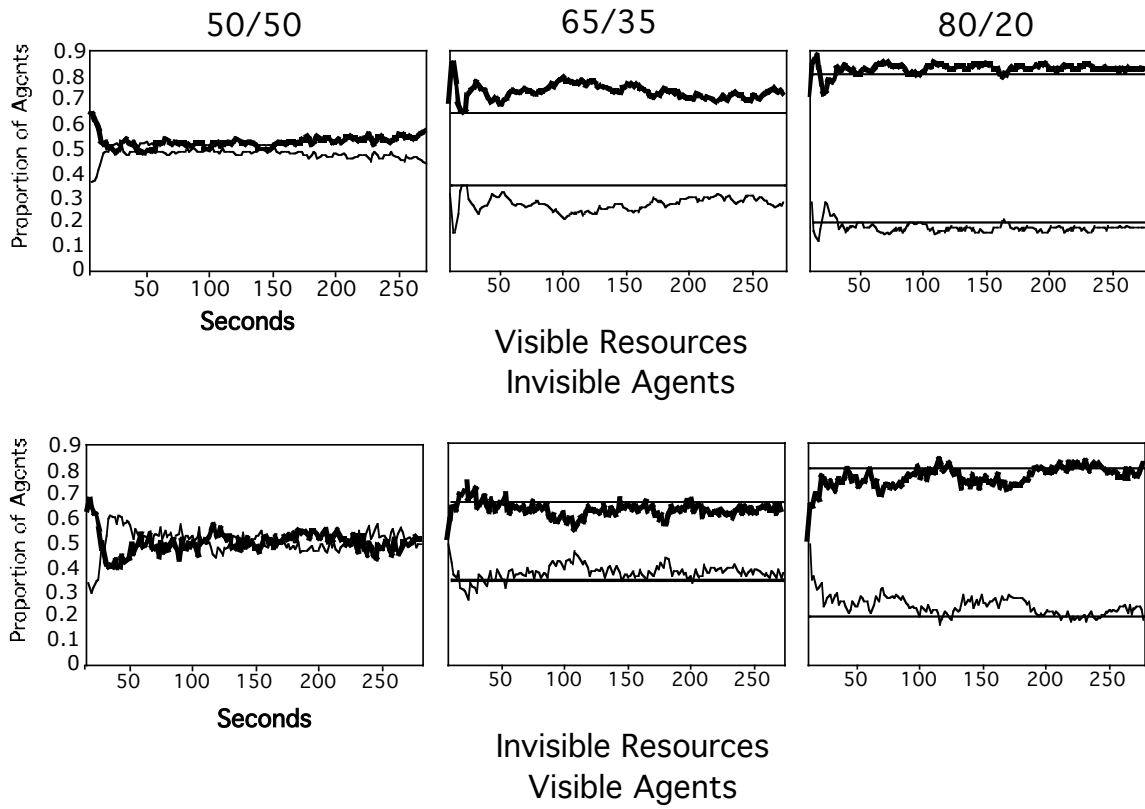 50/50
65/35
80/20
Proportion of Agents
0.9
0.8
0.7
0.6
0.5
0.4
0.3
0.2
0.1
0
50 100 150 200 250
50 100 150 200 250
50 100 150 200 250
Seconds
Visible Resources
Invisible Agents
Proportion of Agents
0.9
0.8
0.7
0.6
0.5
0.4
0.3
0.2
0.1
0
50 100 150 200 250
50 100 150 200 250
50 100 150 200 250
Seconds
Invisible Resources
Visible Agents